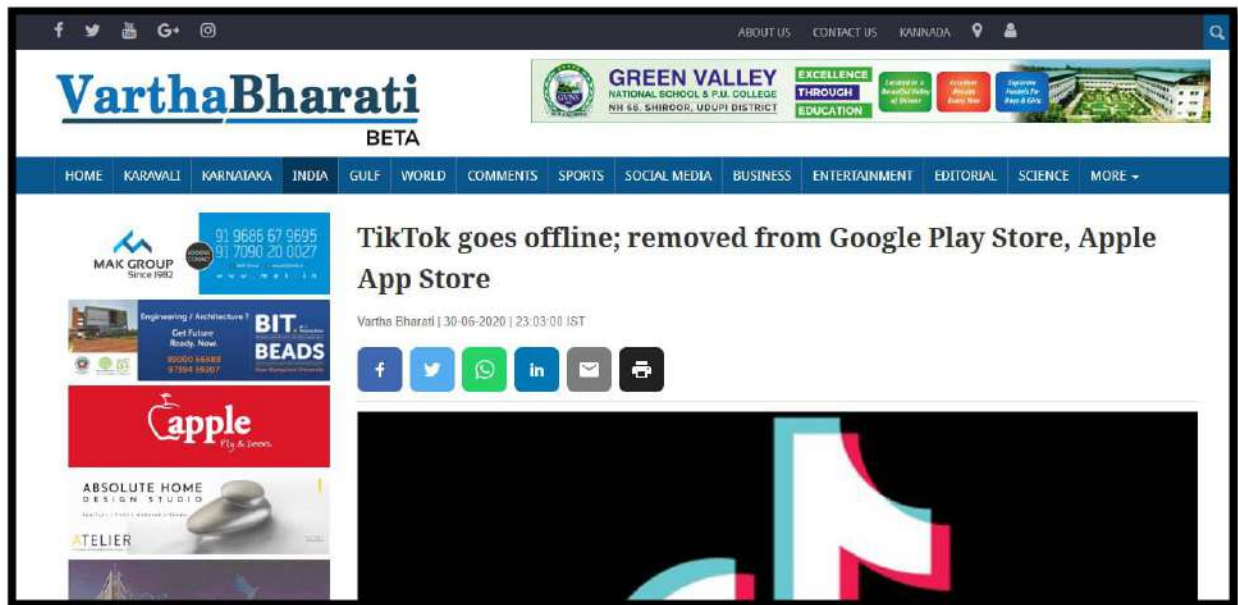 ABOUT US CONTACT US KANNADA
VarthaBharati
BETA
GREEN VALLEY
NATIONAL SCHOOL & P.U. COLLEGE
NH 66. SHIROOR, UDUPI DISTRICT
EXCELLENCE
THROUGH
EDUCATION
HOME KARAVALI KARNATAKA INDIA GULF WORLD COMMENTS SPORTS SOCIAL MEDIA BUSINESS ENTERTAINMENT EDITORIAL SCIENCE MORE
MAK GROUP
Since 1982
91 9686 67 9695
91 7090 20 0027
Engineering / Architecture ?
Get Future
Ready. Now.
BIT.
BEADS
apple
Ply & Doors
ABSOLUTE HOME
DESIGN STUDIO
ATELIER
TikTok goes offline; removed from Google Play Store, Apple
App Store
Vartha Bharati | 30-06-2020 | 23:03:00 IST